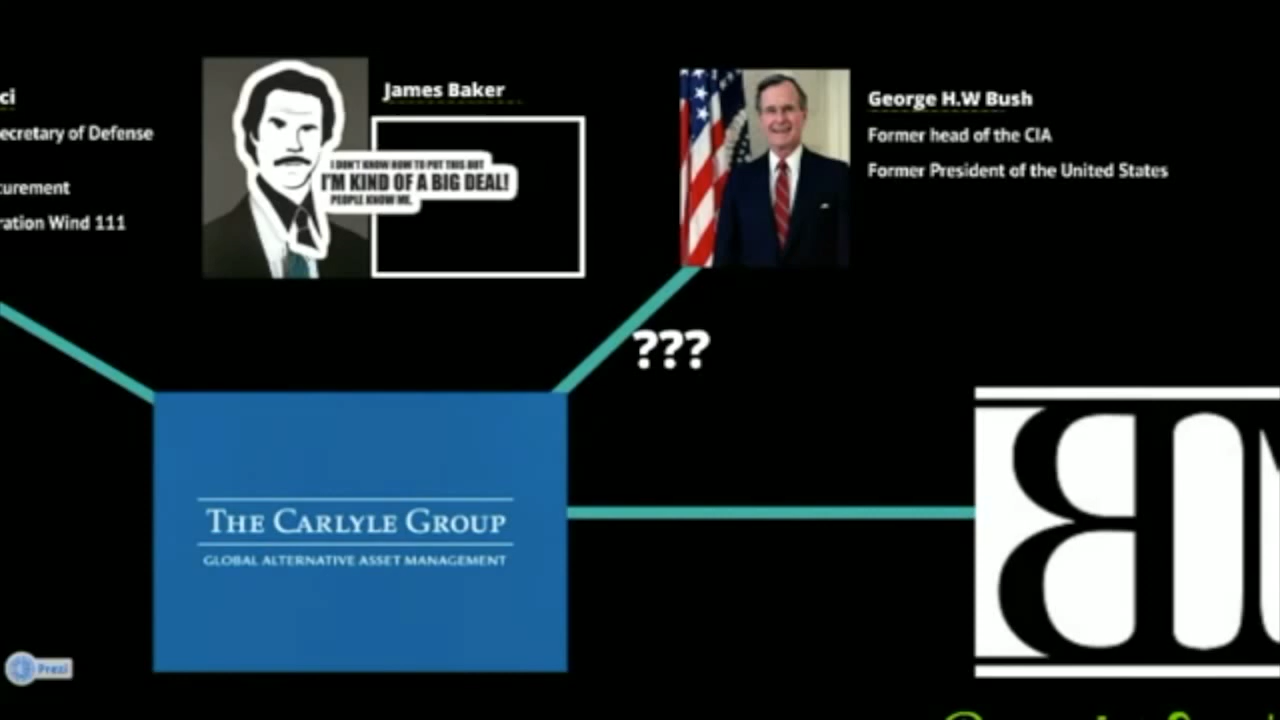 ci
ecretary of Defense
curement
ration Wind 111
James Baker
I DON'T KNOW HOW TO PUT THIS BUT
I'M KIND OF A BIG DEAL!
PEOPLE KNOW ME.
George H.W Bush
Former head of the CIA
Former President of the United States
???
THE CARLYLE GROUP
GLOBAL ALTERNATIVE ASSET MANAGEMENT
Prezi